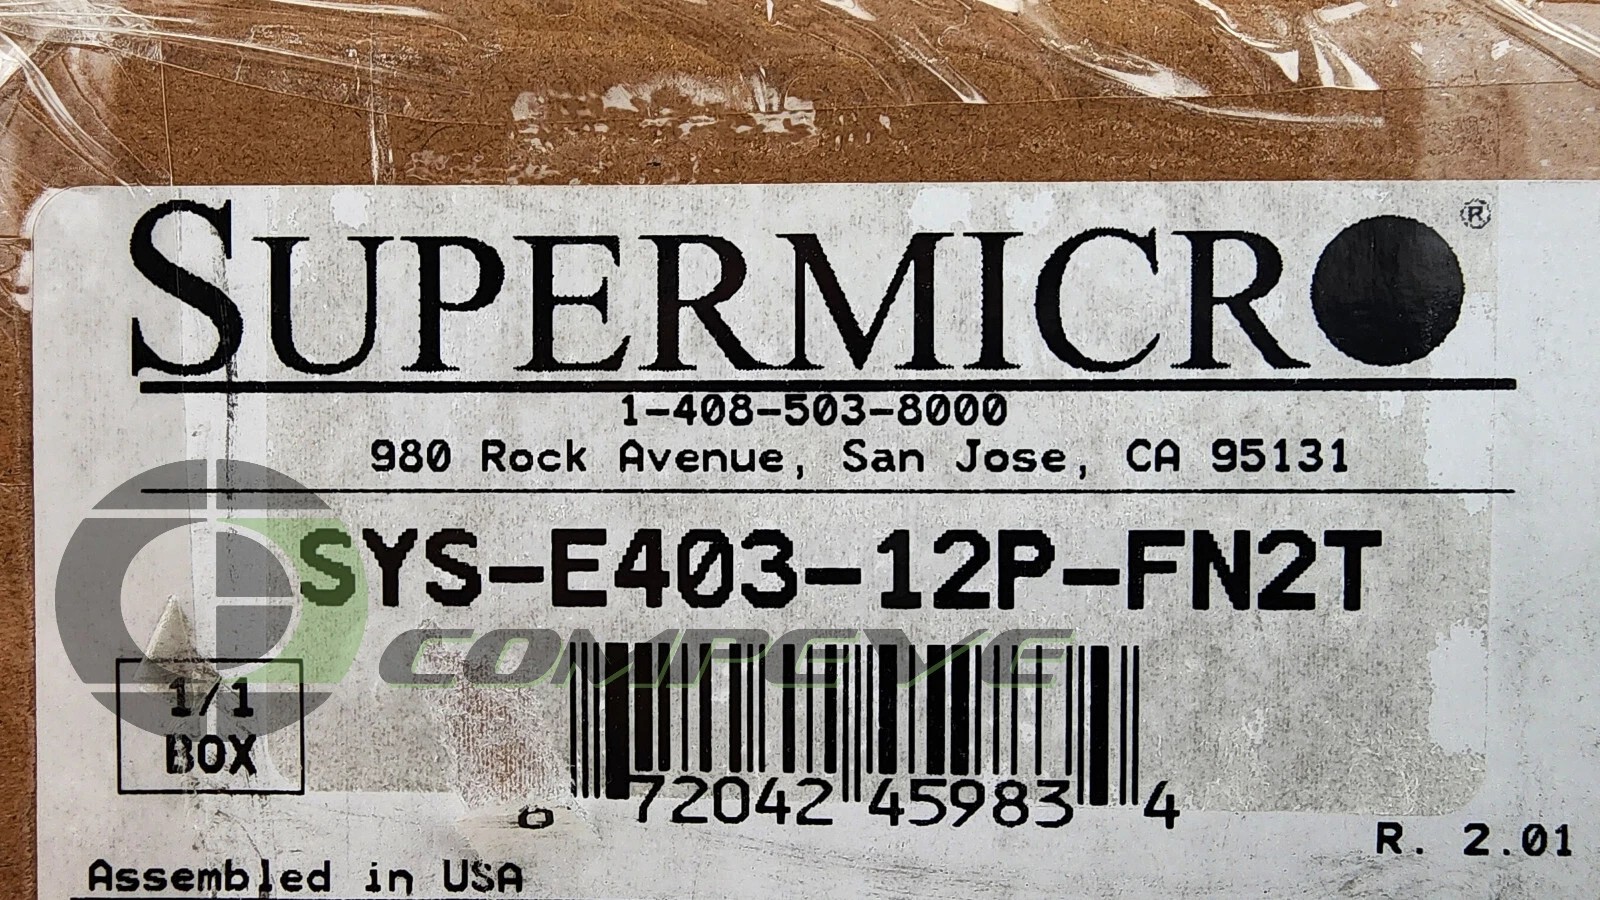 SUPERMICRO®
1-408-503-8000
980 Rock Avenue, San Jose, CA 95131
SYS-E403-12P-FN2T
COMPEVE
1/1
BOX
0 72042 45983 4
R. 2.01
Assembled in USA